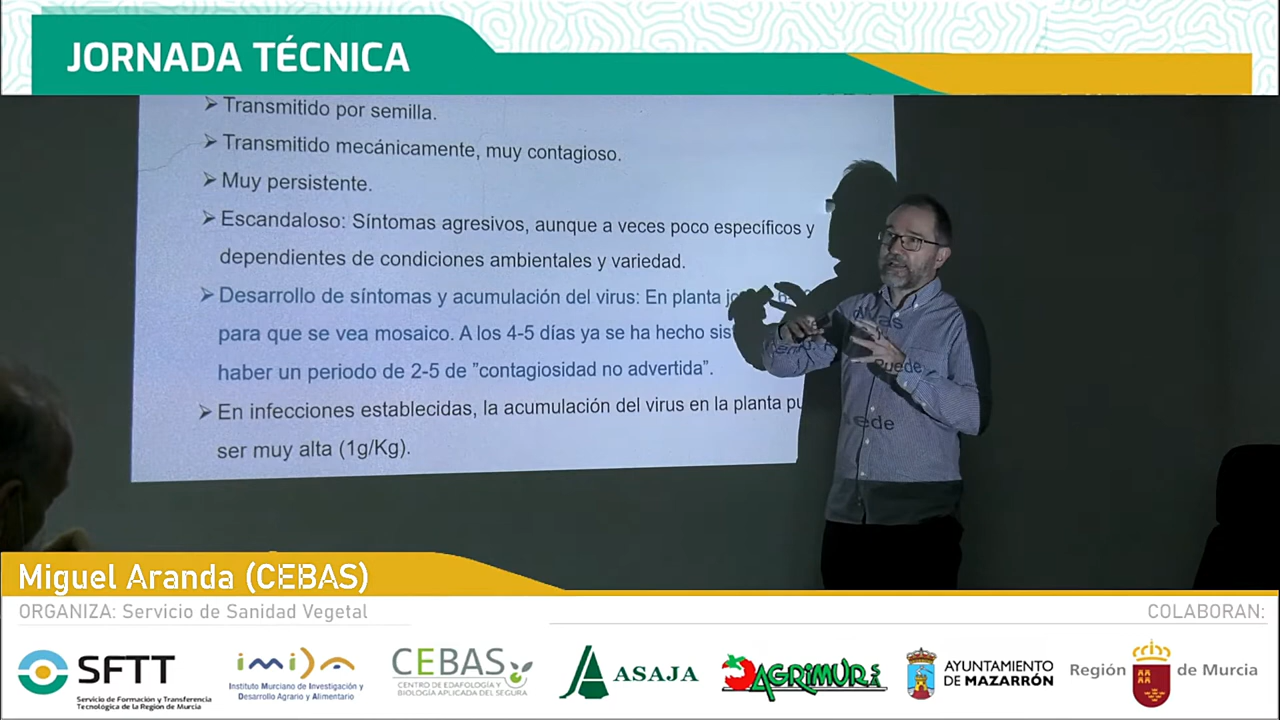 JORNADA TÉCNICA
➢ Transmitido por semilla.
➢ Transmitido mecánicamente, muy contagioso.
➢ Muy persistente.
➢ Escandaloso: Síntomas agresivos, aunque a veces poco específicos y
dependientes de condiciones ambientales y variedad.
➢ Desarrollo de síntomas y acumulación del virus: En planta
para que se vea mosaico. A los 4-5 días ya se ha hecho
haber un periodo de 2-5 de "contagiosidad no advertida".
➢ En infecciones establecidas, la acumulación del virus en la planta
ser muy alta (1g/Kg).
Puede
Miguel Aranda (CEBAS)
ORGANIZA: Servicio de Sanidad Vegetal
COLABORAN:
SFTT
Servicio de Formación y Transferencia
Tecnológica de la Región de Murcia
imida
Instituto Murciano de Investigación y
Desarrollo Agrario y Alimentario
CEBAS
CENTRO DE EDAFOLOGÍA Y
BIOLOGÍA APLICADA DEL SEGURA
ASAJA
AGRIMUR
AYUNTAMIENTO
DE MAZARRÓN
Región de Murcia